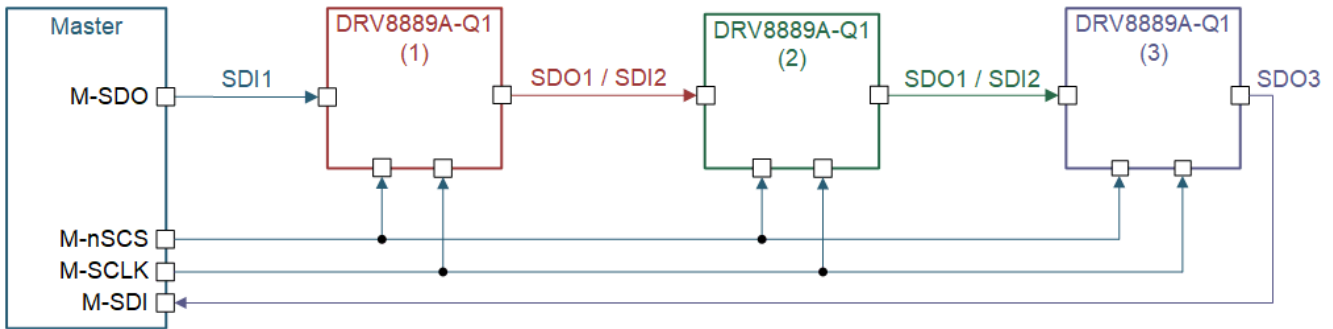 Master
DRV8889A-Q1
(1)
DRV8889A-Q1
(2)
DRV8889A-Q1
(3)
M-SDO
SDI1
SDO1 / SDI2
SDO1 / SDI2
SDO3
M-nSCS
M-SCLK
M-SDI